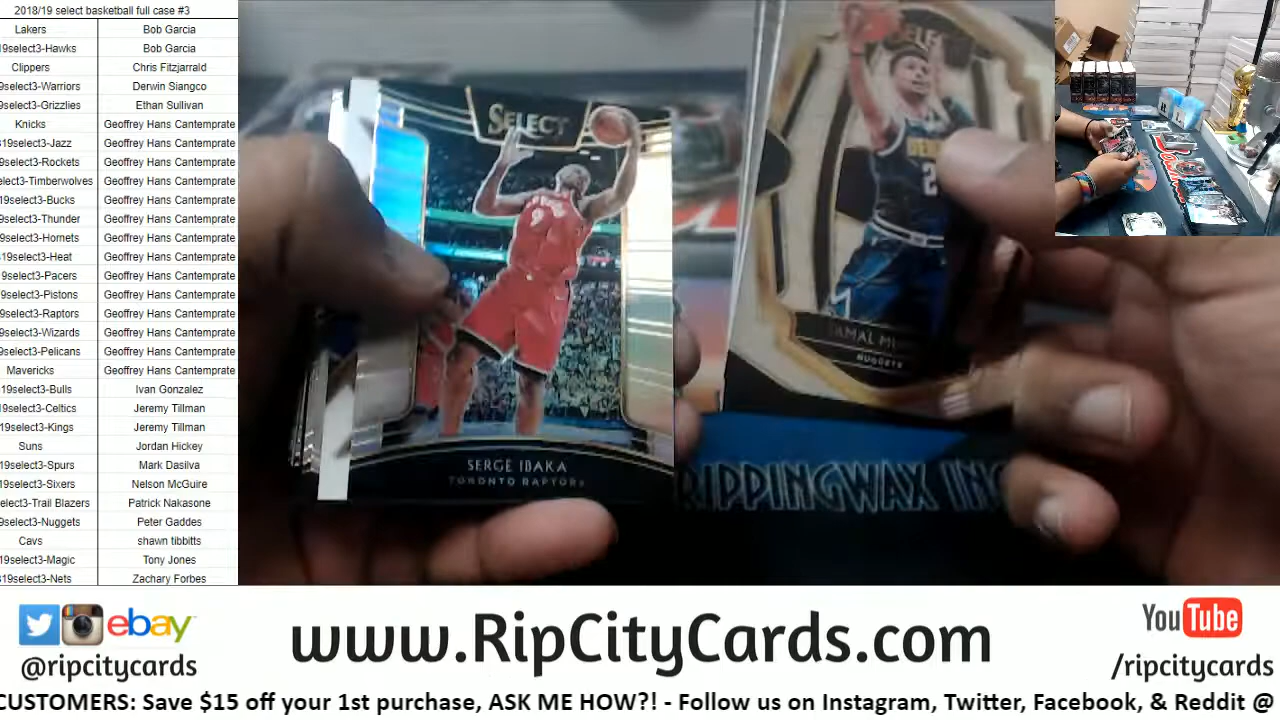 2018/19 select basketball full case #3
Lakers Bob Garcia
19select3-Hawks Bob Garcia
Clippers Chris Fitzjarrald
9select3-Warriors Derwin Siangco
9select3-Grizzlies Ethan Sullivan
Knicks Geoffrey Hans Cantemprate
19select3-Jazz Geoffrey Hans Cantemprate
9select3-Rockets Geoffrey Hans Cantemprate
elect3-Timberwolves Geoffrey Hans Cantemprate
9select3-Bucks Geoffrey Hans Cantemprate
9select3-Thunder Geoffrey Hans Cantemprate
9select3-Hornets Geoffrey Hans Cantemprate
19select3-Heat Geoffrey Hans Cantemprate
9select3-Pacers Geoffrey Hans Cantemprate
9select3-Pistons Geoffrey Hans Cantemprate
9select3-Raptors Geoffrey Hans Cantemprate
9select3-Wizards Geoffrey Hans Cantemprate
9select3-Pelicans Geoffrey Hans Cantemprate
Mavericks Geoffrey Hans Cantemprate
19select3-Bulls Ivan Gonzalez
9select3-Celtics Jeremy Tillman
19select3-Kings Jeremy Tillman
Suns Jordan Hickey
19select3-Spurs Mark Dasilva
9select3-Sixers Nelson McGuire
elect3-Trail Blazers Patrick Nakasone
9select3-Nuggets Peter Gaddes
Cavs shawn tibbitts
19select3-Magic Tony Jones
19select3-Nets Zachary Forbes
SELECT
9
SERGE IBAKA
TORONTO RAPTORS
NUGGETS
RIPPINGWAX INC
ebay
@ripcitycards
www.RipCityCards.com
YouTube
/ripcitycards
CUSTOMERS: Save $15 off your 1st purchase, ASK ME HOW?! - Follow us on Instagram, Twitter, Facebook, & Reddit @